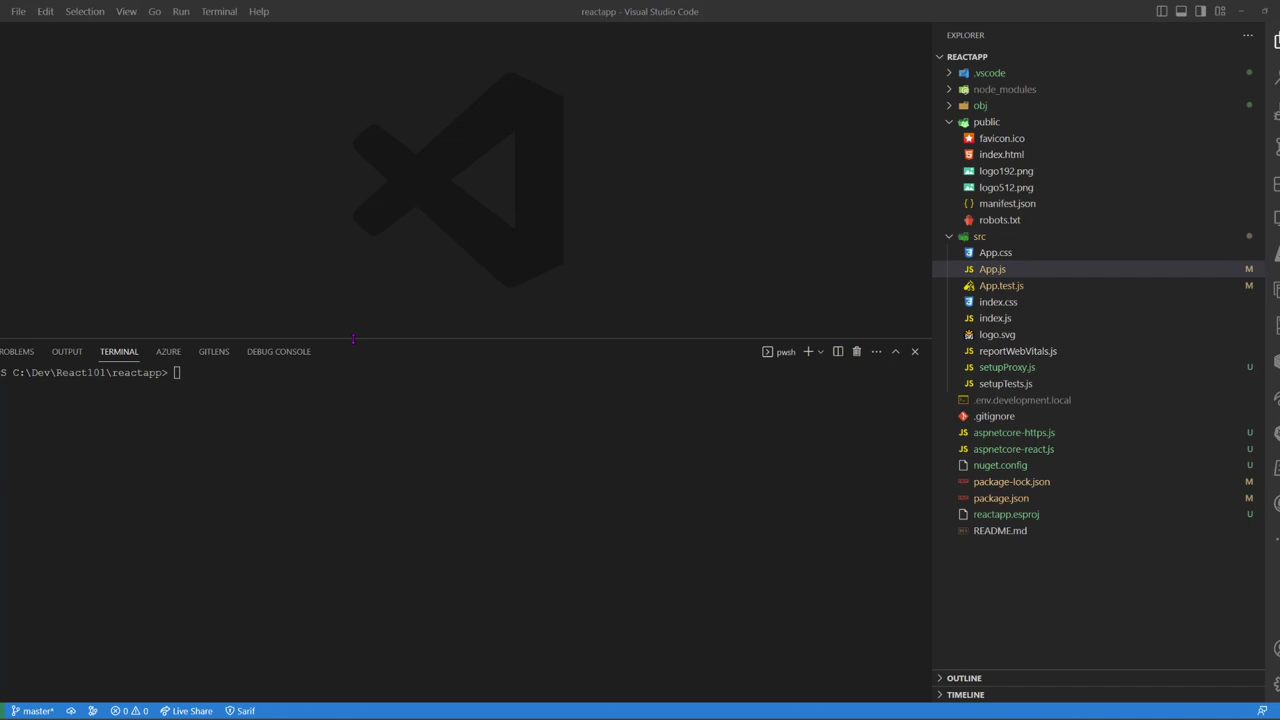 File Edit Selection View Go Run Terminal Help
reactapp - Visual Studio Code
EXPLORER
REACTAPP
.vscode
node_modules
obj
public
favicon.ico
index.html
logo192.png
logo512.png
manifest.json
robots.txt
src
App.css
App.js M
App.test.js M
index.css
index.js
logo.svg
reportWebVitals.js
setupProxy.js U
setupTests.js
.env.development.local
.gitignore
aspnetcore-https.js U
aspnetcore-react.js U
nuget.config U
package-lock.json M
package.json M
reactapp.esproj U
README.md
OUTLINE
TIMELINE
ROBLEMS OUTPUT TERMINAL AZURE GITLENS DEBUG CONSOLE
pwsh
S C:\Dev\React101\reactapp>
master* 0 0 Live Share Sarif